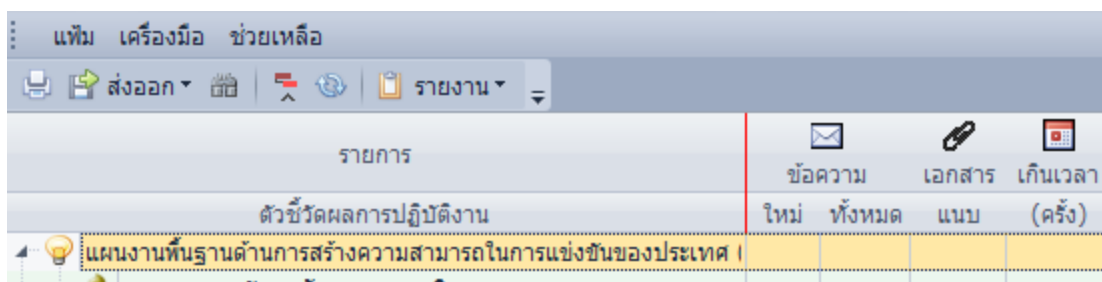 แฟ้ม เครื่องมือ ช่วยเหลือ
ส่งออก รายงาน
รายการ ข้อความ เอกสาร เกินเวลา
ตัวชี้วัดผลการปฏิบัติงาน ใหม่ ทั้งหมด แนบ (ครั้ง)
แผนงานพื้นฐานด้านการสร้างความสามารถในการแข่งขันของประเทศ (